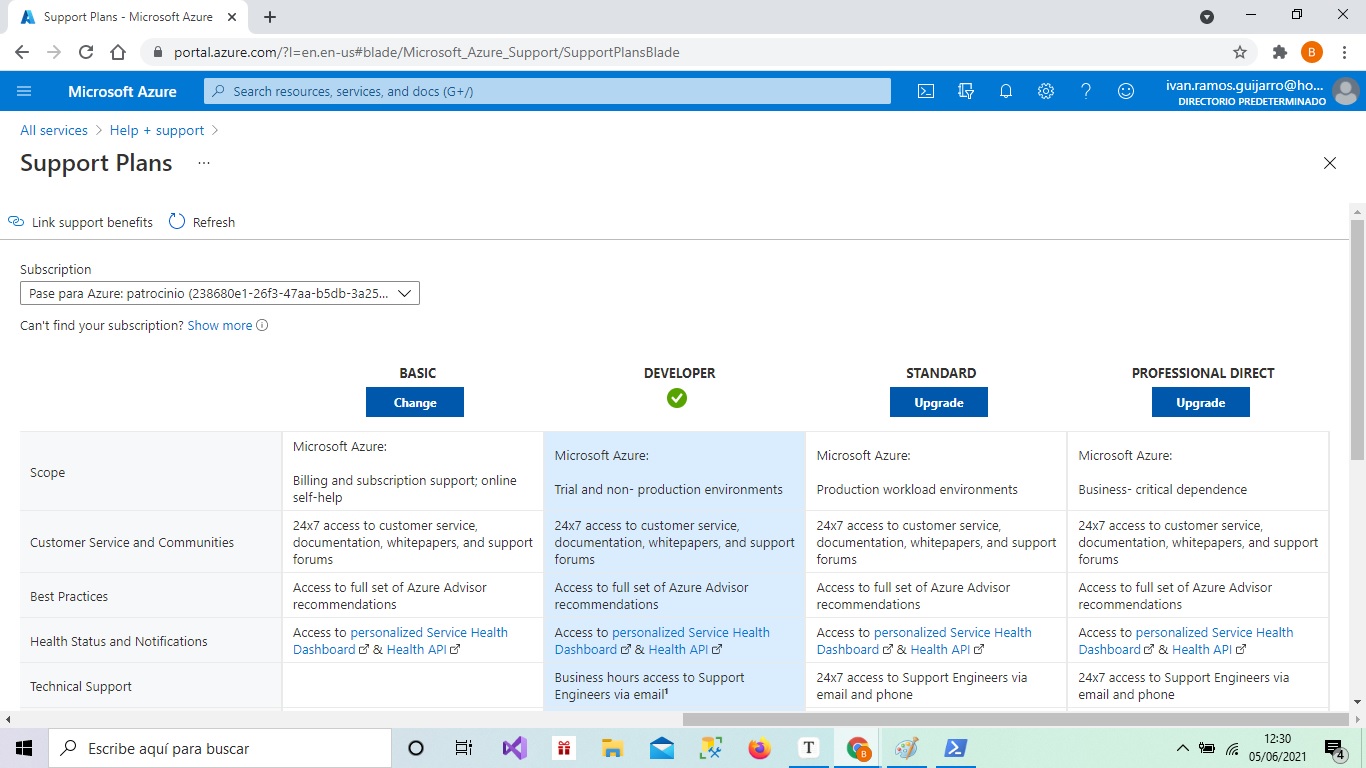 Support Plans - Microsoft Azure
portal.azure.com/?l=en.en-us#blade/Microsoft_Azure_Support/SupportPlansBlade
B
Microsoft Azure
Search resources, services, and docs (G+/)
ivan.ramos.guijarro@ho...
DIRECTORIO PREDETERMINADO
All services > Help + support >
Support Plans ...
Link support benefits
Refresh
Subscription
Pase para Azure: patrocinio (238680e1-26f3-47aa-b5db-3a25...
Can't find your subscription? Show more
BASIC
DEVELOPER
STANDARD
PROFESSIONAL DIRECT
Change
Upgrade
Upgrade
Scope
Microsoft Azure:
Billing and subscription support; online
self-help
Microsoft Azure:
Trial and non- production environments
Microsoft Azure:
Production workload environments
Microsoft Azure:
Business- critical dependence
Customer Service and Communities
24x7 access to customer service,
documentation, whitepapers, and support
forums
24x7 access to customer service,
documentation, whitepapers, and support
forums
24x7 access to customer service,
documentation, whitepapers, and support
forums
24x7 access to customer service,
documentation, whitepapers, and support
forums
Best Practices
Access to full set of Azure Advisor
recommendations
Access to full set of Azure Advisor
recommendations
Access to full set of Azure Advisor
recommendations
Access to full set of Azure Advisor
recommendations
Health Status and Notifications
Access to personalized Service Health
Dashboard & Health API
Access to personalized Service Health
Dashboard & Health API
Access to personalized Service Health
Dashboard & Health API
Access to personalized Service Health
Dashboard & Health API
Technical Support
Business hours access to Support
Engineers via email¹
24x7 access to Support Engineers via
email and phone
24x7 access to Support Engineers via
email and phone
Escribe aquí para buscar
T
B
12:30
05/06/2021
4